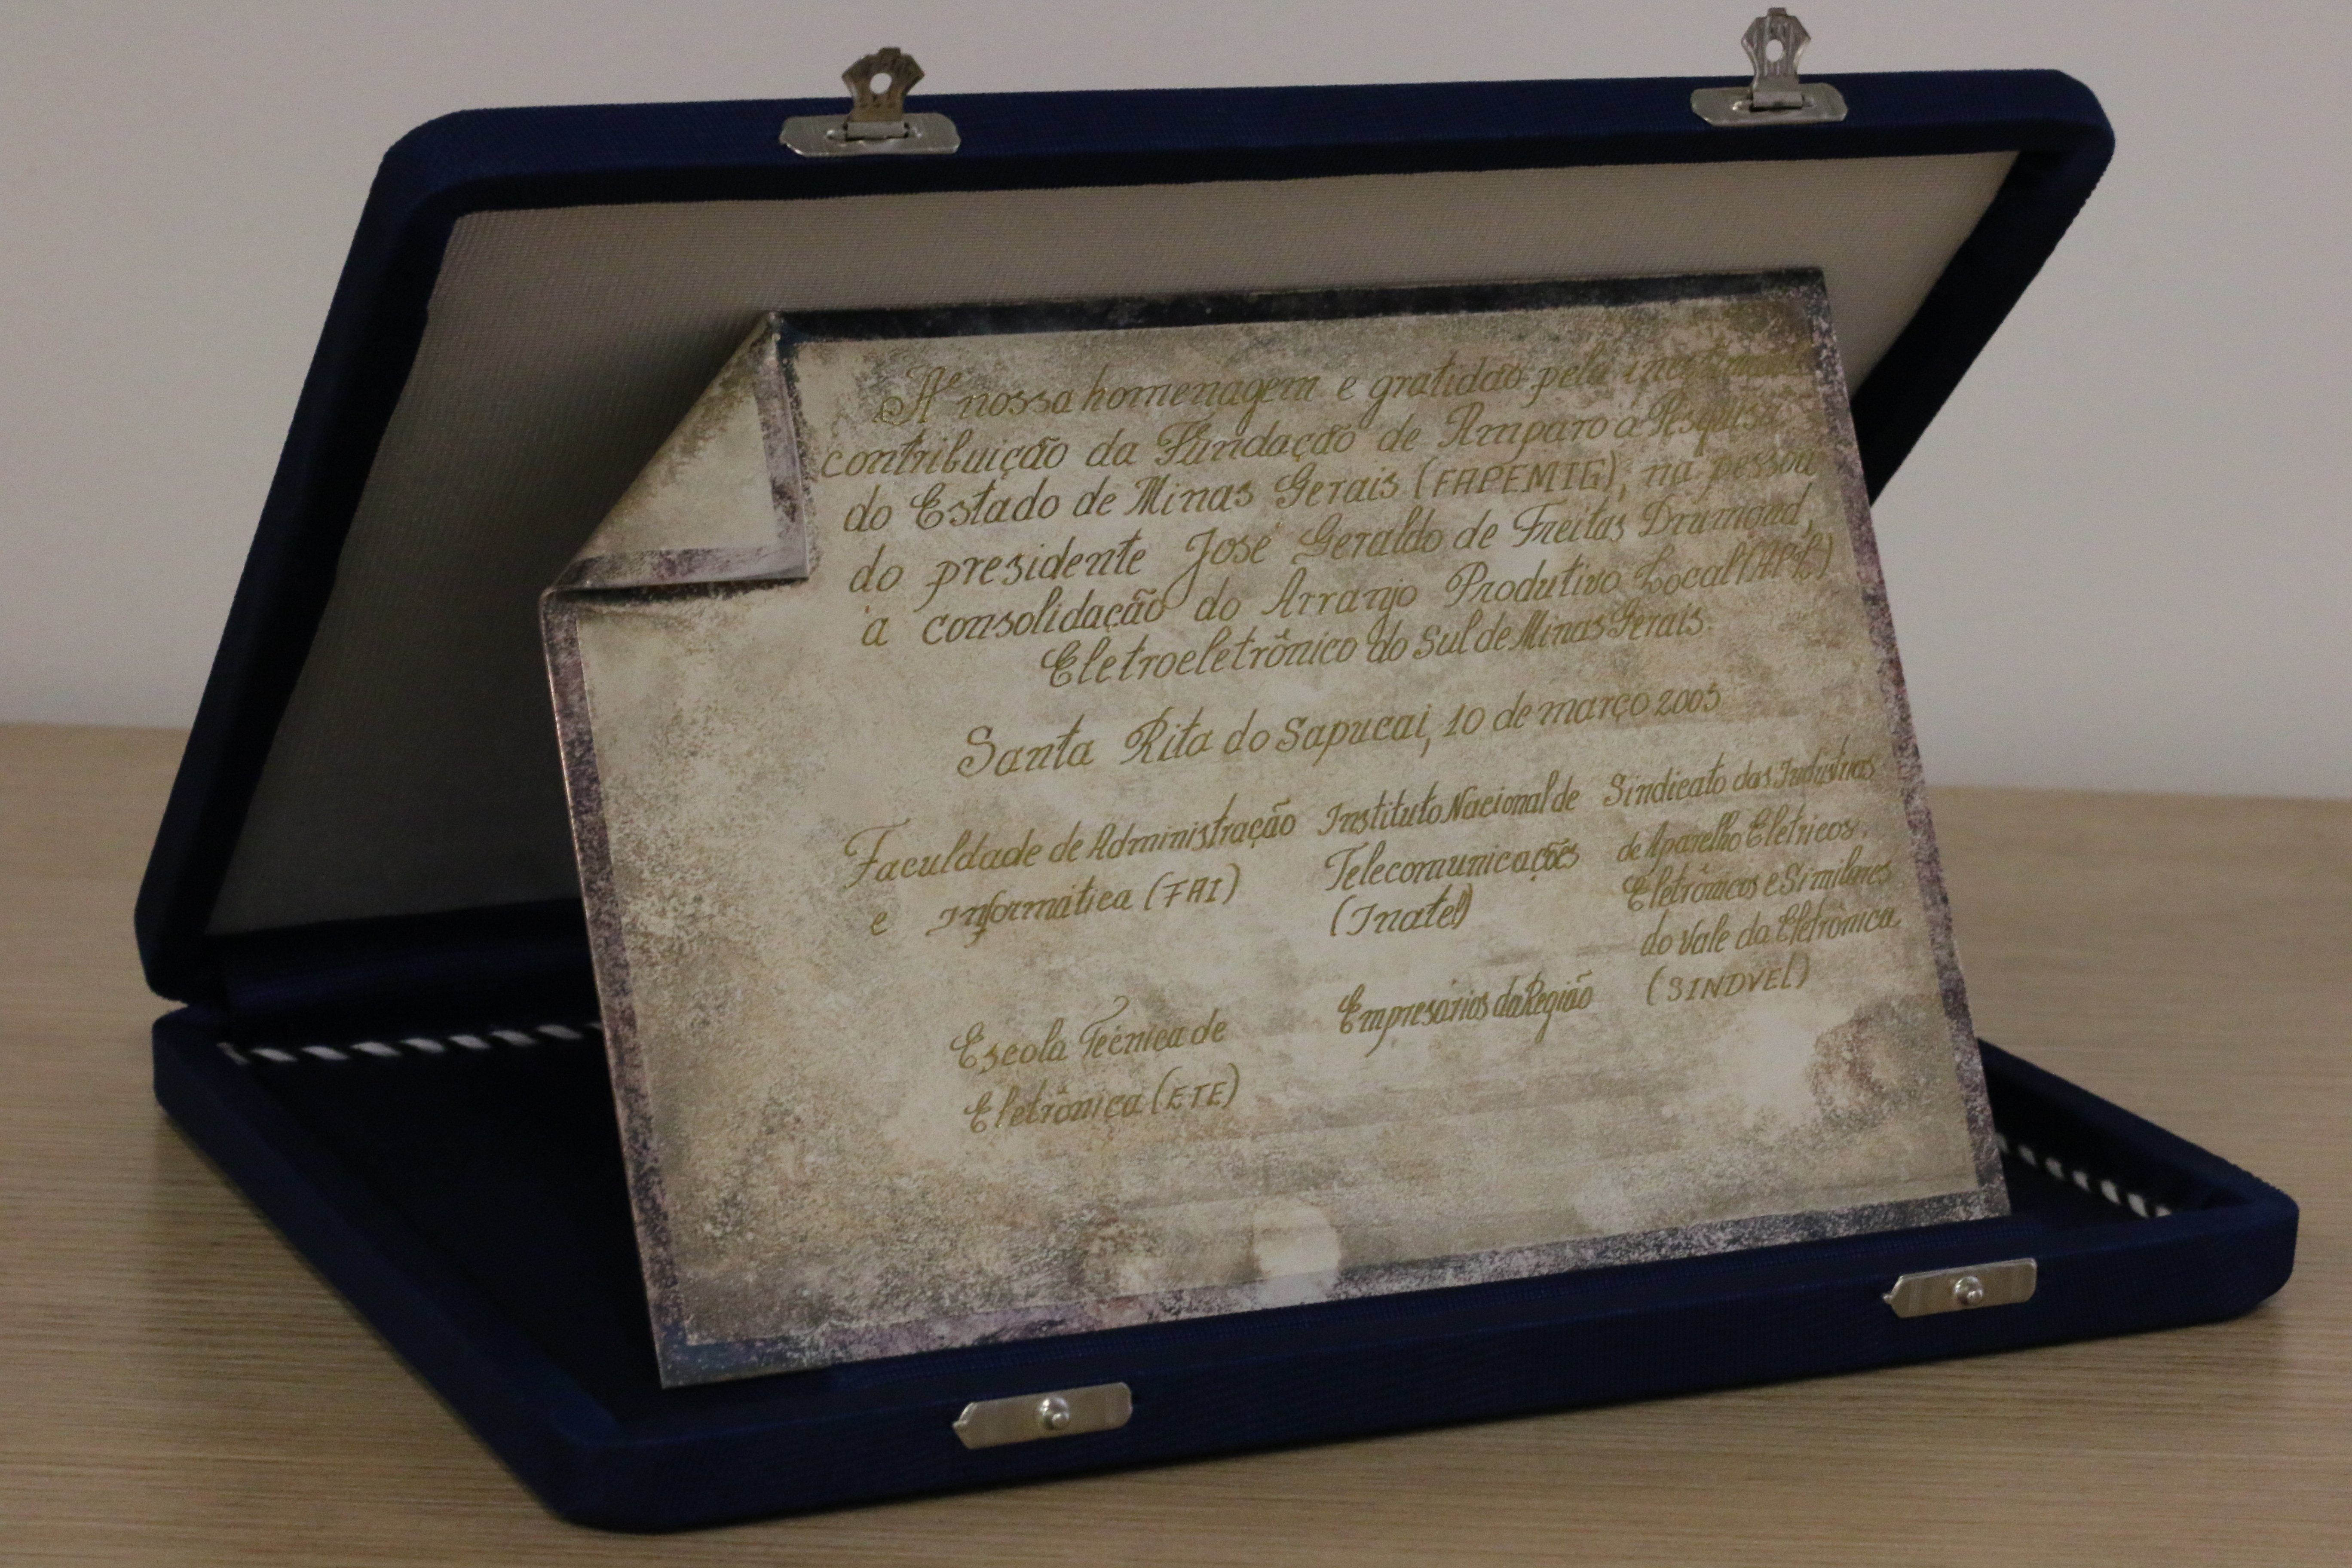 A nossa homenagem e gratidão pela inestimável
contribuição da Fundação de Amparo à Pesquisa
do Estado de Minas Gerais (FAPEMIG), na pessoa
do presidente José Geraldo de Freitas Drumond,
à consolidação do Arranjo Produtivo Local (APL)
Eletroeletrônico do Sul de Minas Gerais.
Santa Rita do Sapucaí, 10 de março 2005
Faculdade de Administração
e Informática (FAI)
Instituto Nacional de
Telecomunicações
(Inatel)
Sindicato das Indústrias
de Aparelho Elétricos,
Eletrônicos e Similares
do Vale da Eletrônica
(SINDVEL)
Escola Técnica de
Eletrônica (ETE)
Empresários da Região